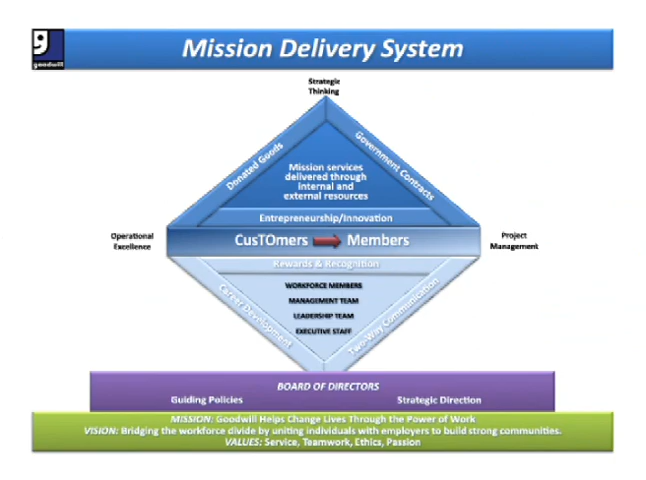 goodwill
Mission Delivery System
Strategic
Thinking
Donated Goods
Government Contracts
Mission services
delivered through
internal and
external resources
Entrepreneurship/Innovation
Operational
Excellence
CusTOmers Members
Project
Management
Rewards & Recognition
Career Development
Two-Way Communication
WORKFORCE MEMBERS
MANAGEMENT TEAM
LEADERSHIP TEAM
EXECUTIVE STAFF
BOARD OF DIRECTORS
Guiding Policies Strategic Direction
MISSION: Goodwill Helps Change Lives Through the Power of Work
VISION: Bridging the workforce divide by uniting individuals with employers to build strong communities.
VALUES: Service, Teamwork, Ethics, Passion